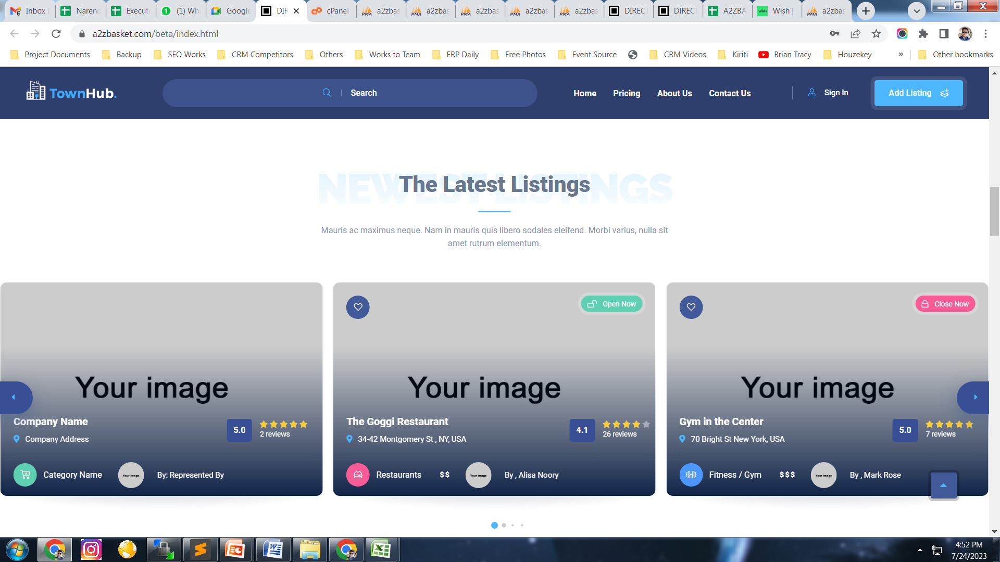 Inbox (
Narenc
Executi
(1) Wha
Google
DIR
cPanel
a2zbas
a2zbas
a2zbas
a2zbas
a2zbas
DIRECT
DIRECT
A2ZBA
Wish |
a2zbas
a2zbasket.com/beta/index.html
Project Documents
Backup
SEO Works
CRM Competitors
Others
Works to Team
ERP Daily
Free Photos
Event Source
CRM Videos
Kiriti
Brian Tracy
Houzekey
»
Other bookmarks
TownHub.
Search
Home
Pricing
About Us
Contact Us
Sign In
Add Listing
NEWEST LISTINGS
The Latest Listings
Mauris ac maximus neque. Nam in mauris quis libero sodales eleifend. Morbi varius, nulla sit
amet rutrum elementum.
Your image
Company Name
Company Address
5.0
2 reviews
Category Name
Your image
By: Represented By
Open Now
Your image
The Goggi Restaurant
34-42 Montgomery St , NY, USA
4.1
26 reviews
Restaurants
$$
Your image
By , Alisa Noory
Close Now
Your image
Gym in the Center
70 Bright St New York, USA
5.0
7 reviews
Fitness / Gym
$$$
Your image
By , Mark Rose
4:52 PM
7/24/2023